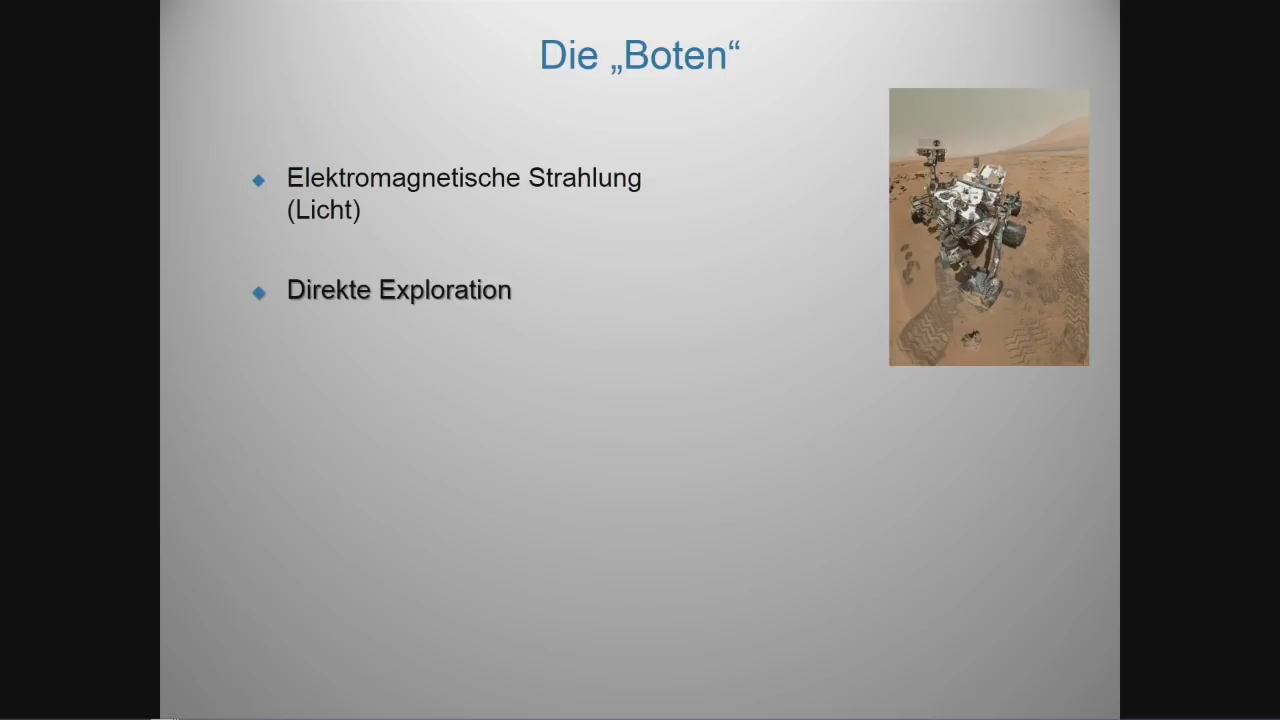 Die „Boten“
Elektromagnetische Strahlung
(Licht)
Direkte Exploration